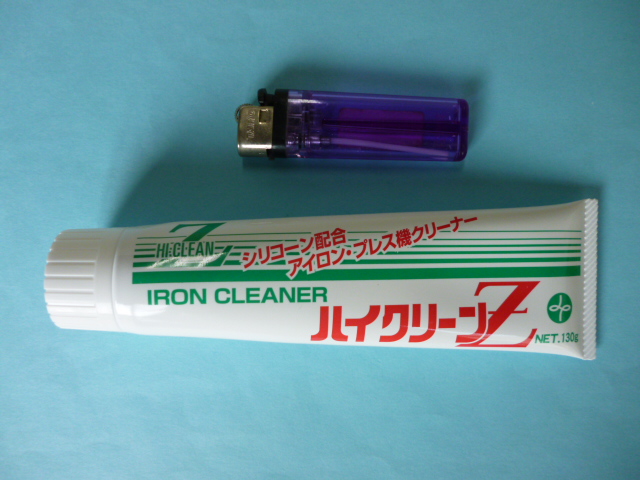 Z
HI-CLEAN
シリコーン配合
アイロン・プレス機クリーナー
IRON CLEANER
ハイクリーンZ
NET.130g